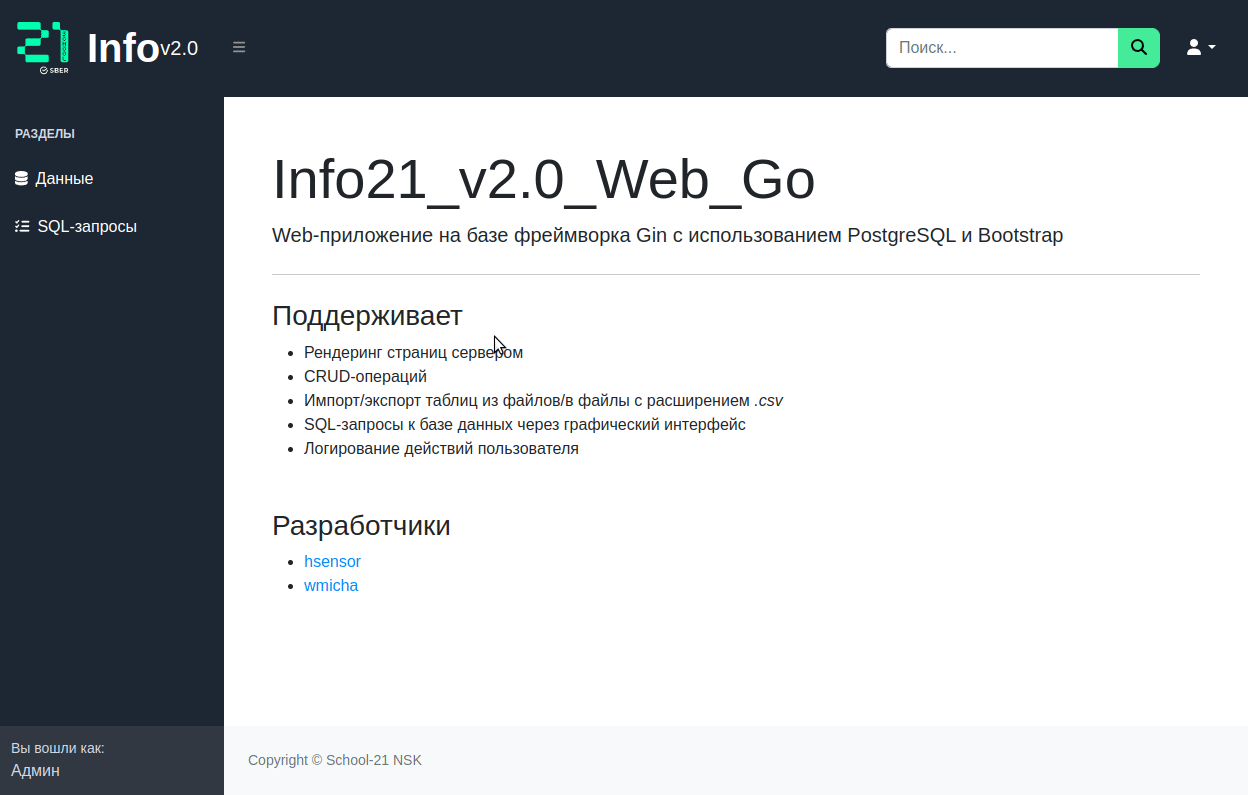 21
SBER
Info v2.0
Поиск...
РАЗДЕЛЫ
Данные
SQL-запросы
Info21_v2.0_Web_Go
Web-приложение на базе фреймворка Gin с использованием PostgreSQL и Bootstrap
Поддерживает
Рендеринг страниц сервером
CRUD-операций
Импорт/экспорт таблиц из файлов/в файлы с расширением .csv
SQL-запросы к базе данных через графический интерфейс
Логирование действий пользователя
Разработчики
hsensor
wmicha
Вы вошли как:
Админ
Copyright © School-21 NSK